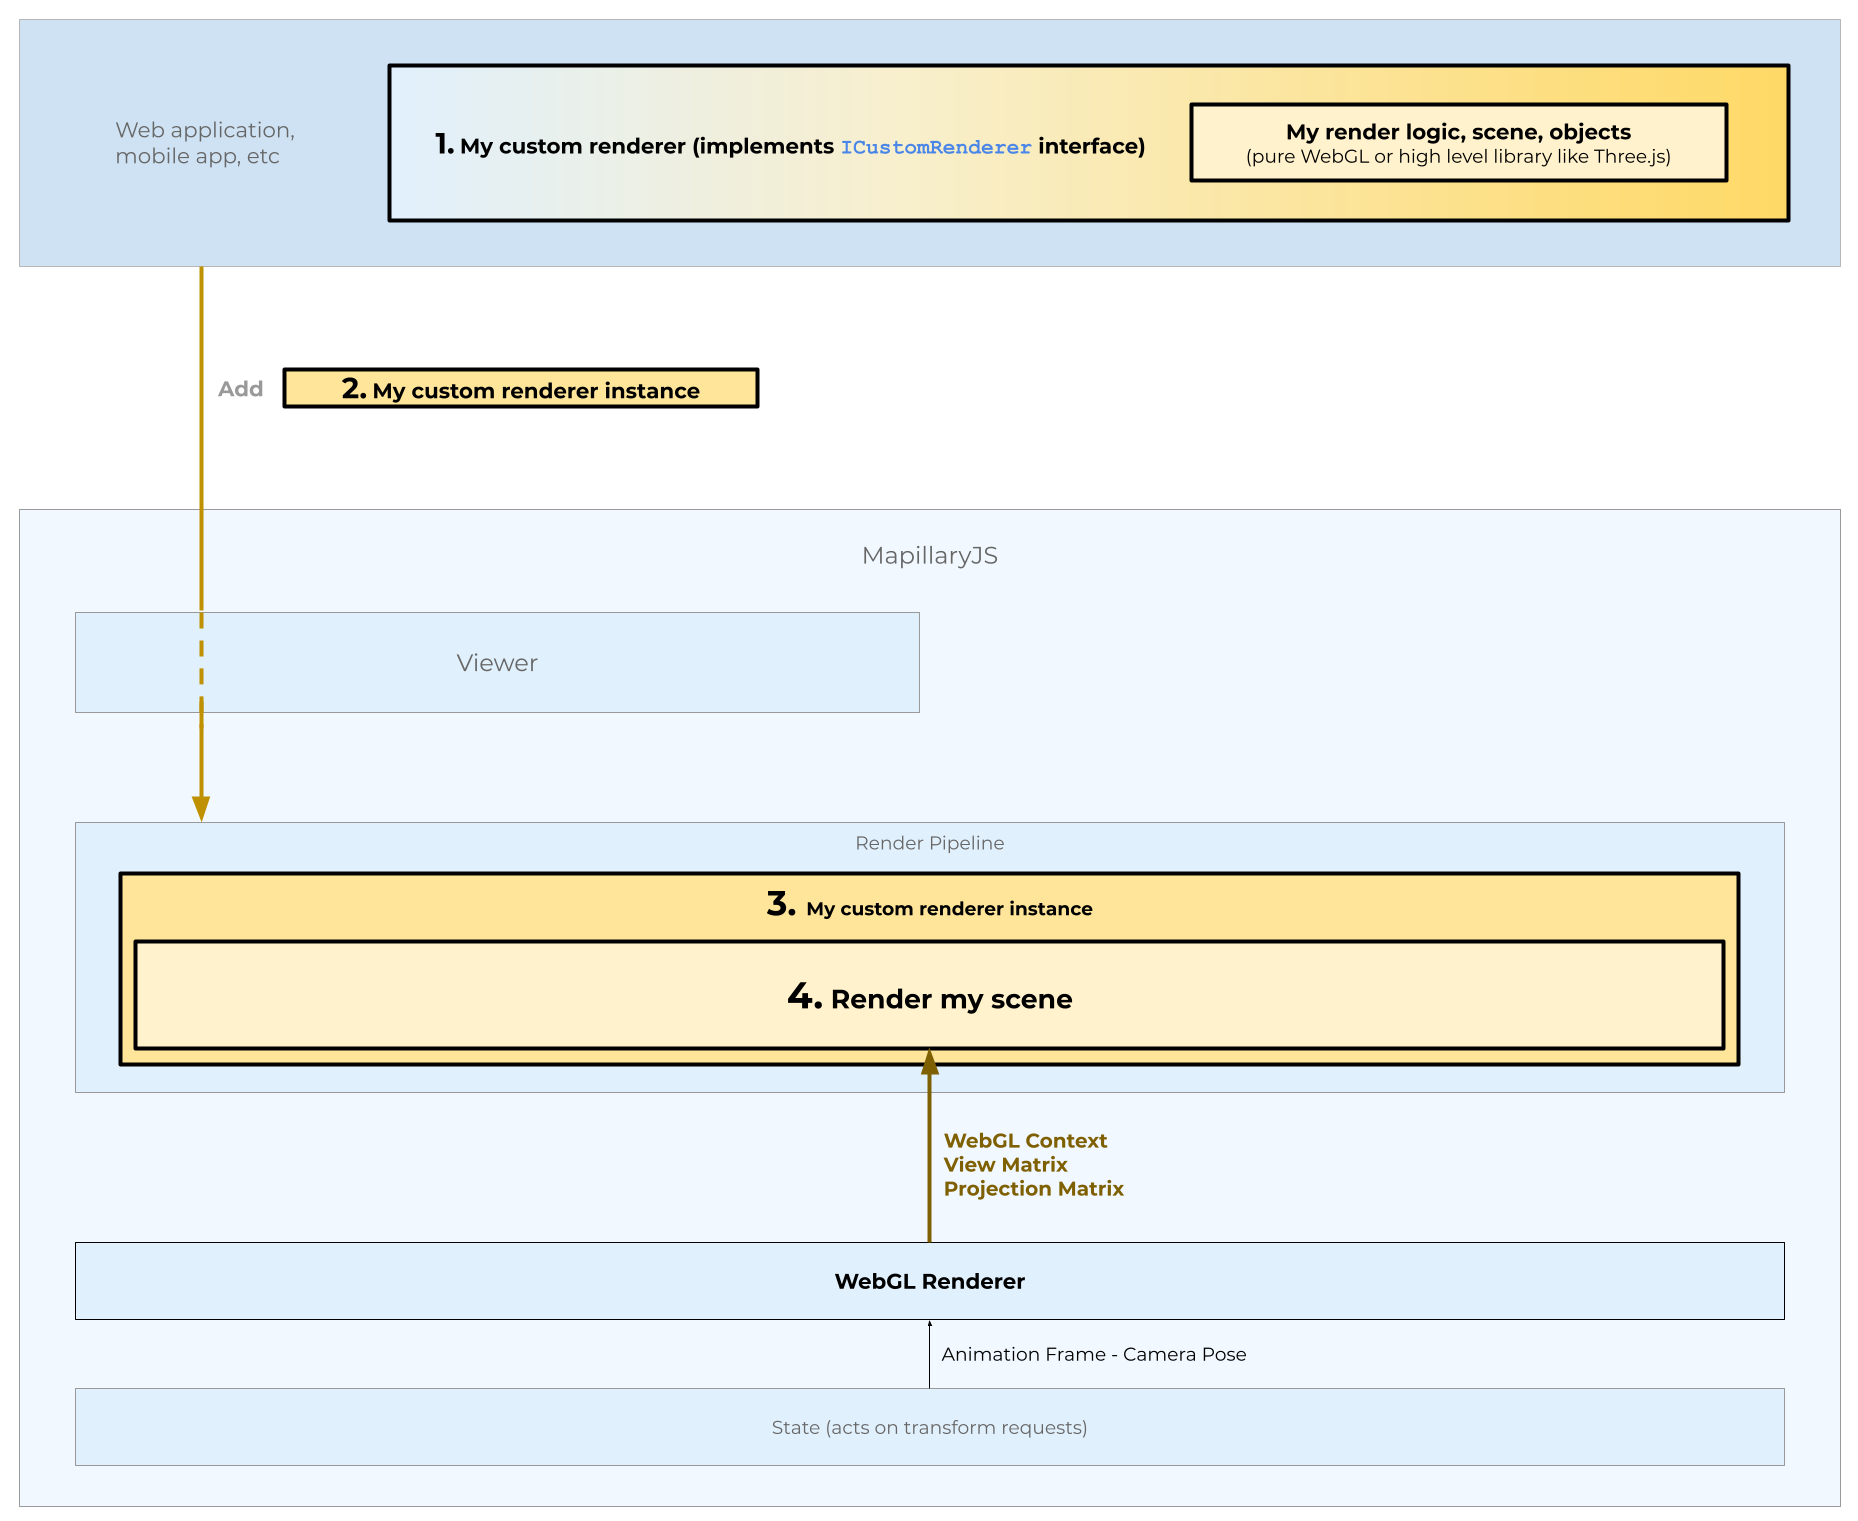 Web application,
mobile app, etc
1. My custom renderer (implements ICustomRenderer interface)
My render logic, scene, objects
(pure WebGL or high level library like Three.js)
Add
2. My custom renderer instance
MapillaryJS
Viewer
Render Pipeline
3. My custom renderer instance
4. Render my scene
WebGL Context
View Matrix
Projection Matrix
WebGL Renderer
Animation Frame - Camera Pose
State (acts on transform requests)